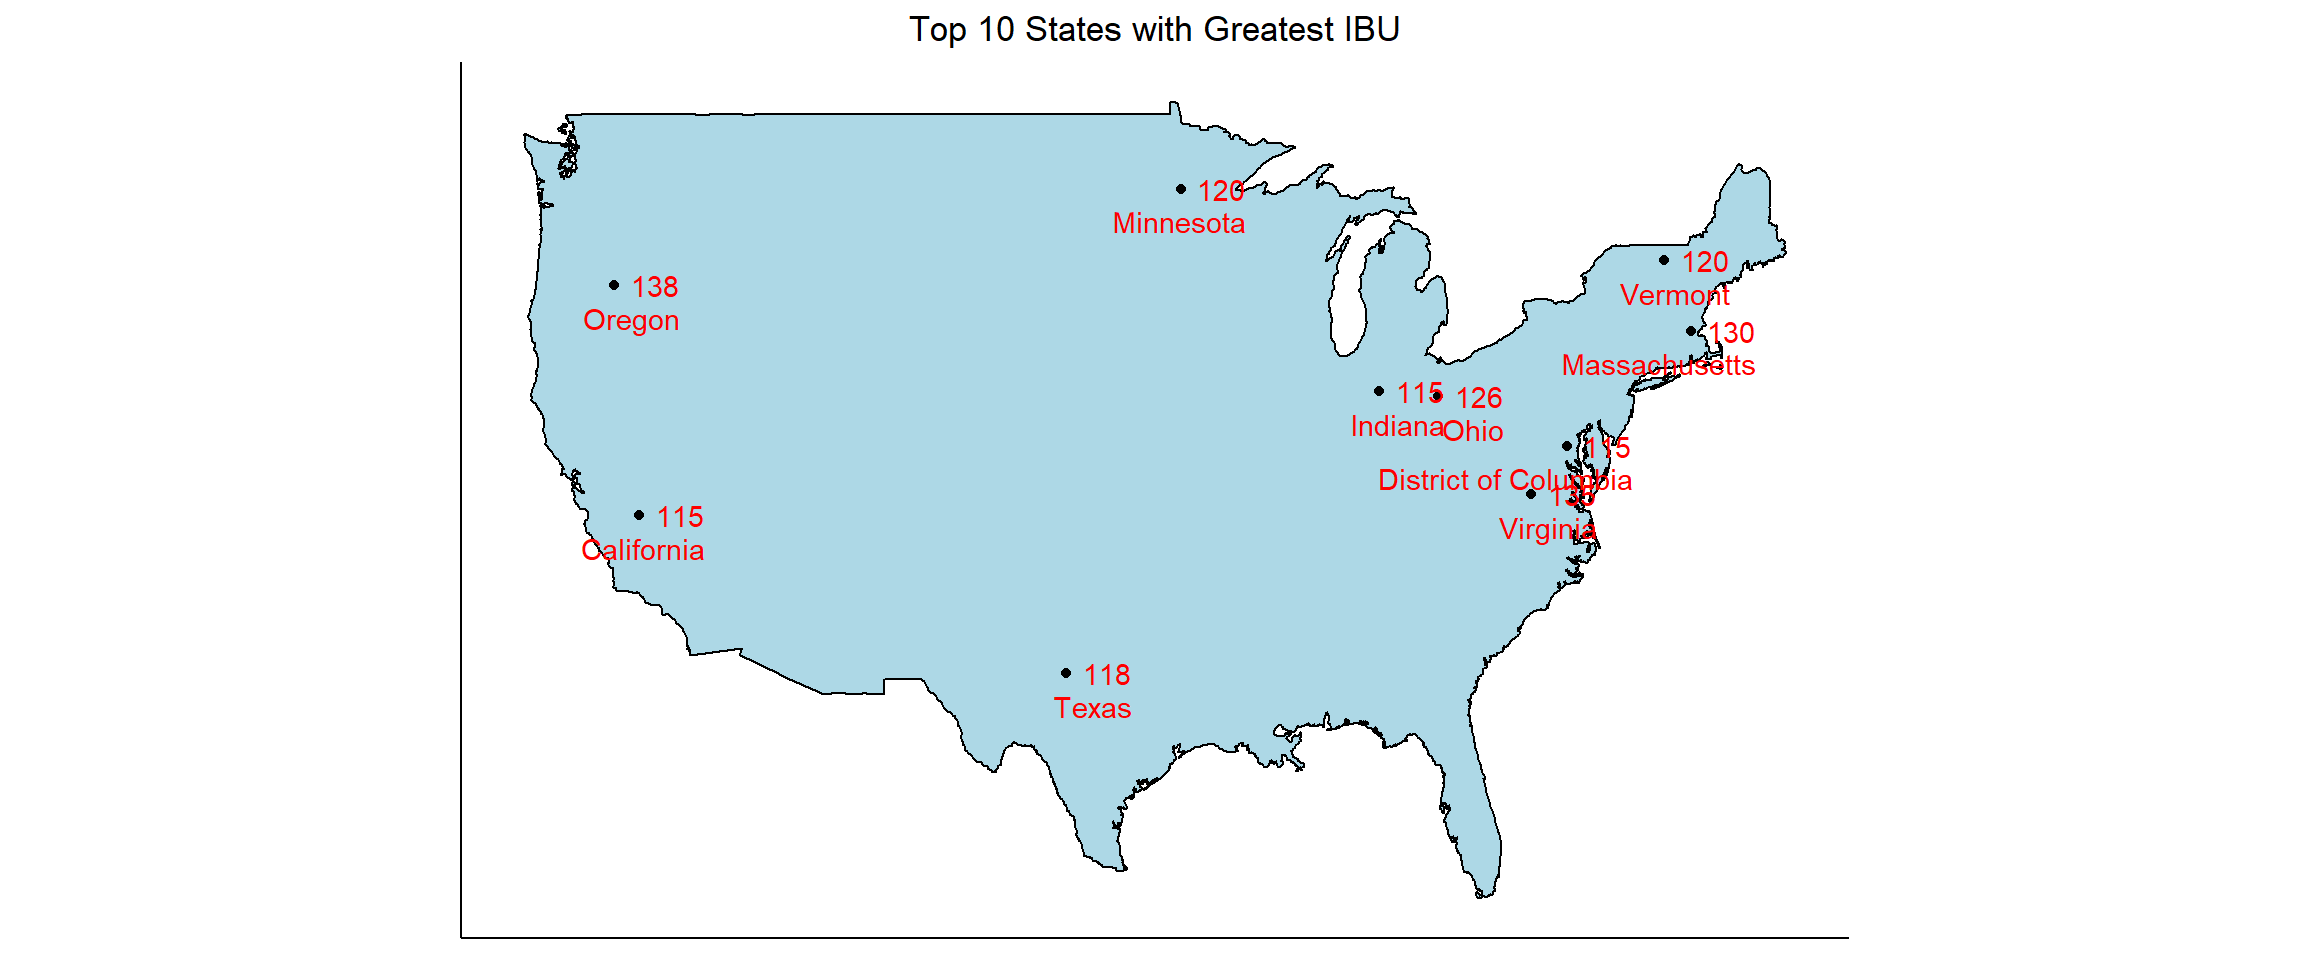 Top 10 States with Greatest IBU
120
Minnesota
120
Vermont
138
Oregon
130
Massachusetts
115
Indiana
126
Ohio
115
District of Columbia
135
Virginia
115
California
118
Texas